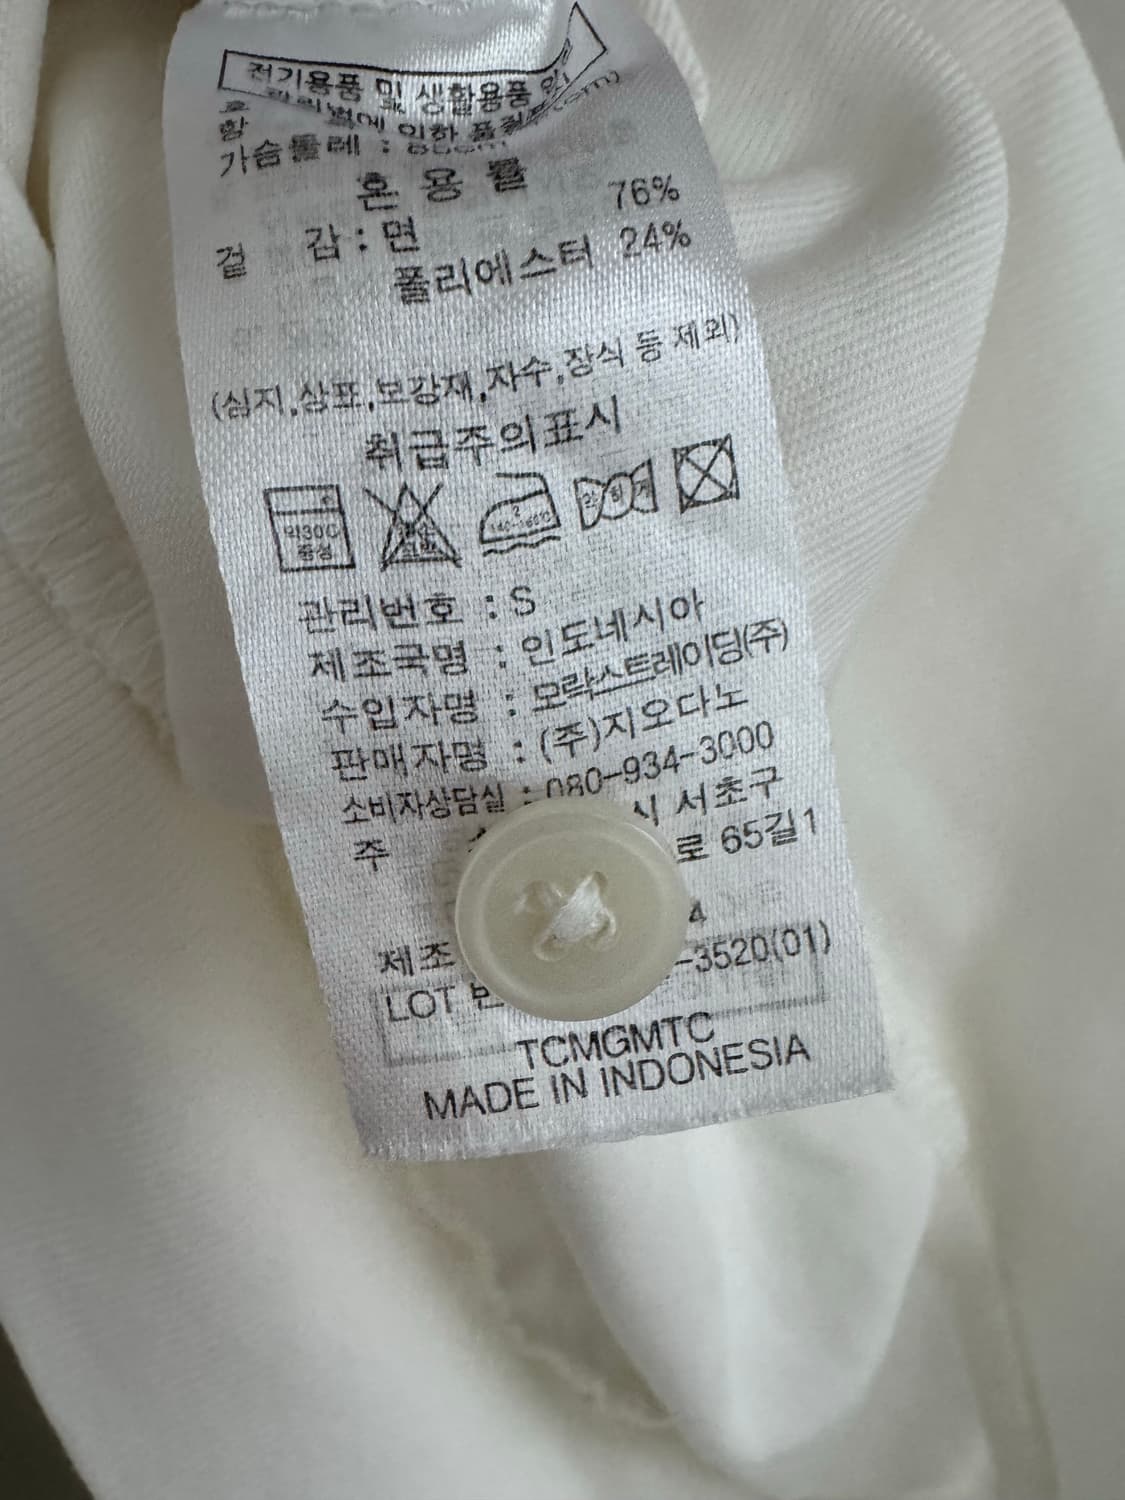 전기용품 및 생활용품 안
가슴둘레 :
혼용률
겉감 : 면 76%
폴리에스터 24%
(심지,상표,보강재,자수,장식 등 제외)
취급주의표시
약30℃
중성
관리번호 : S
제조국명 : 인도네시아
수입자명 : 모락스트레이딩(주)
판매자명 : (주)지오다노
소비자상담실 : 080-934-3000
주 시 서초구
로 65길1
4
제조 -3520(01)
LOT
TCMGMTC
MADE IN INDONESIA